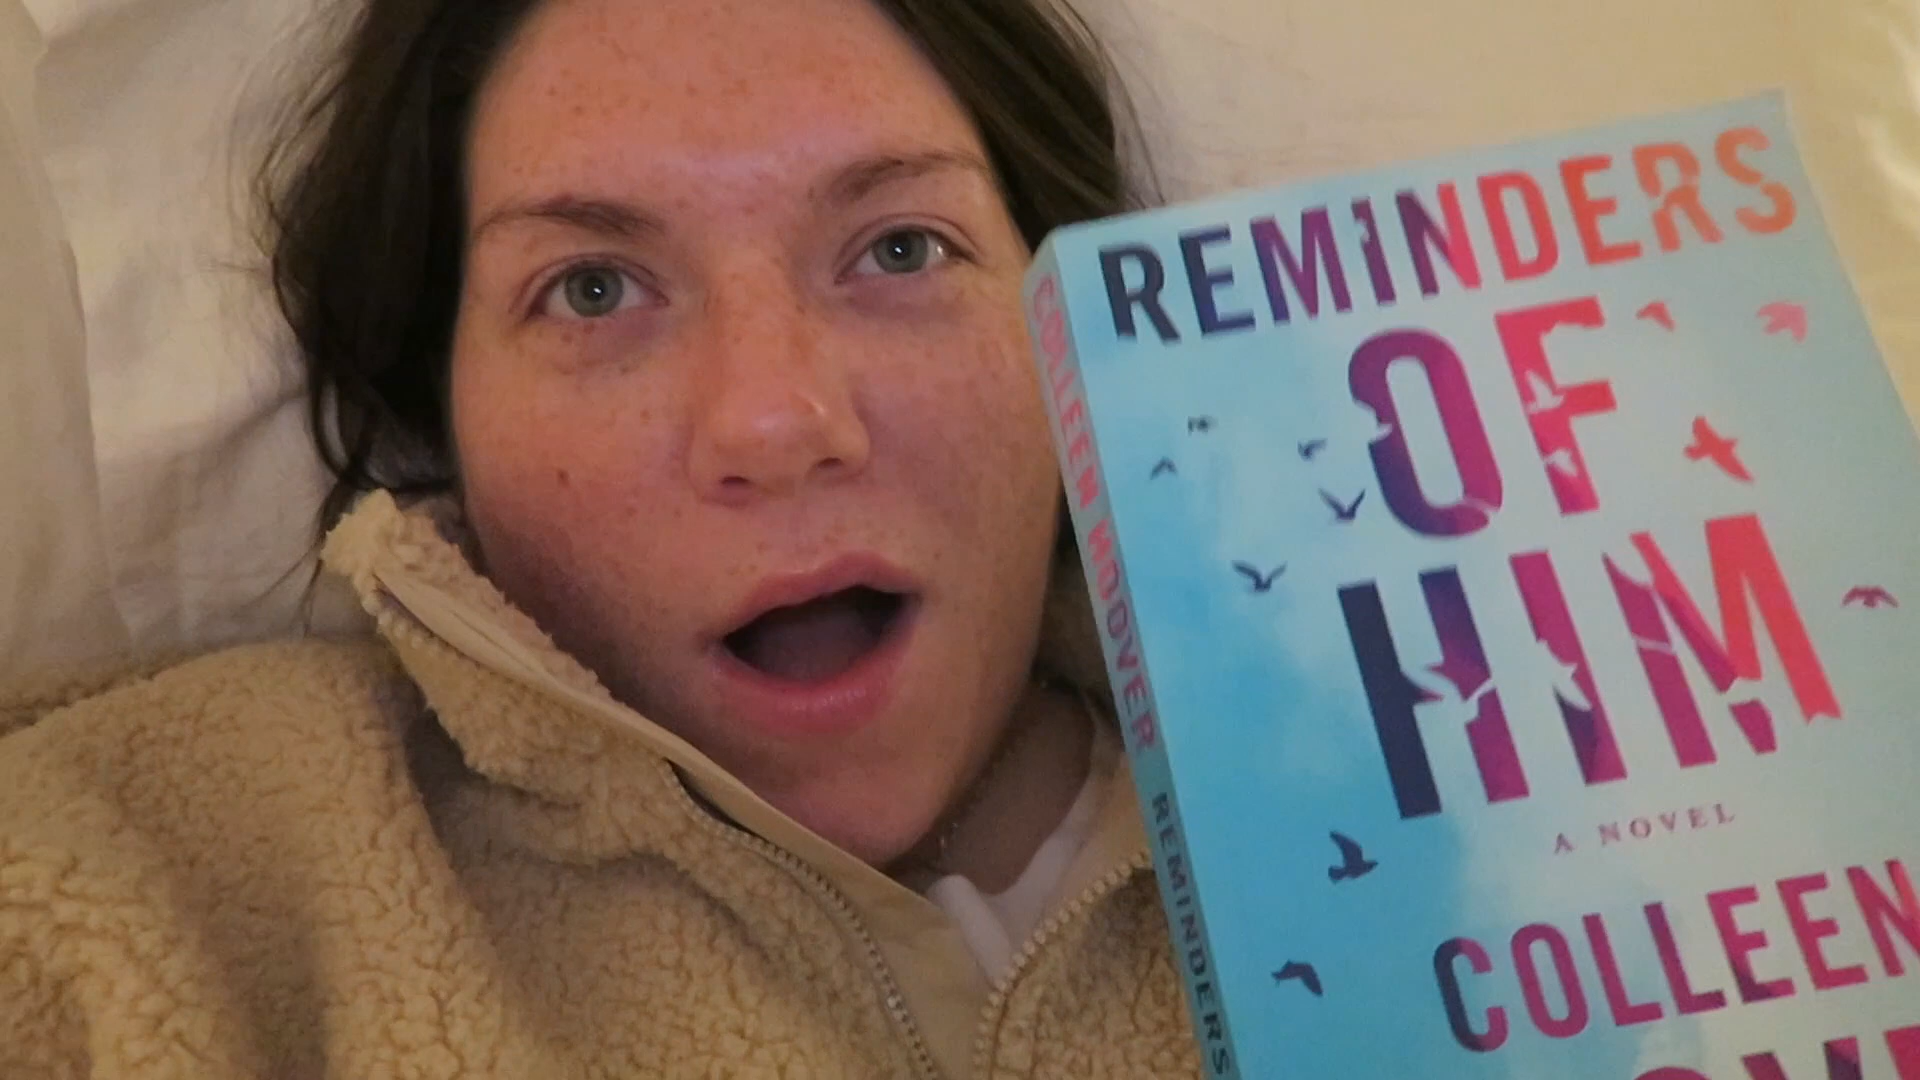 REMINDERS
OF
HIM
A NOVEL
COLLEEN
COLLEEN HOOVER REMINDERS